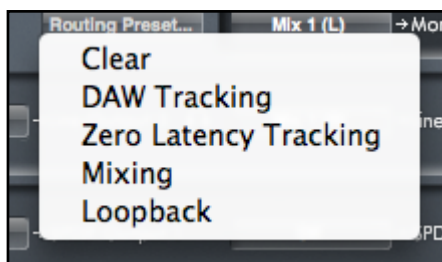 Routing Preset... Mix 1 (L) →Mor
Clear
DAW Tracking
Zero Latency Tracking
Mixing
Loopback